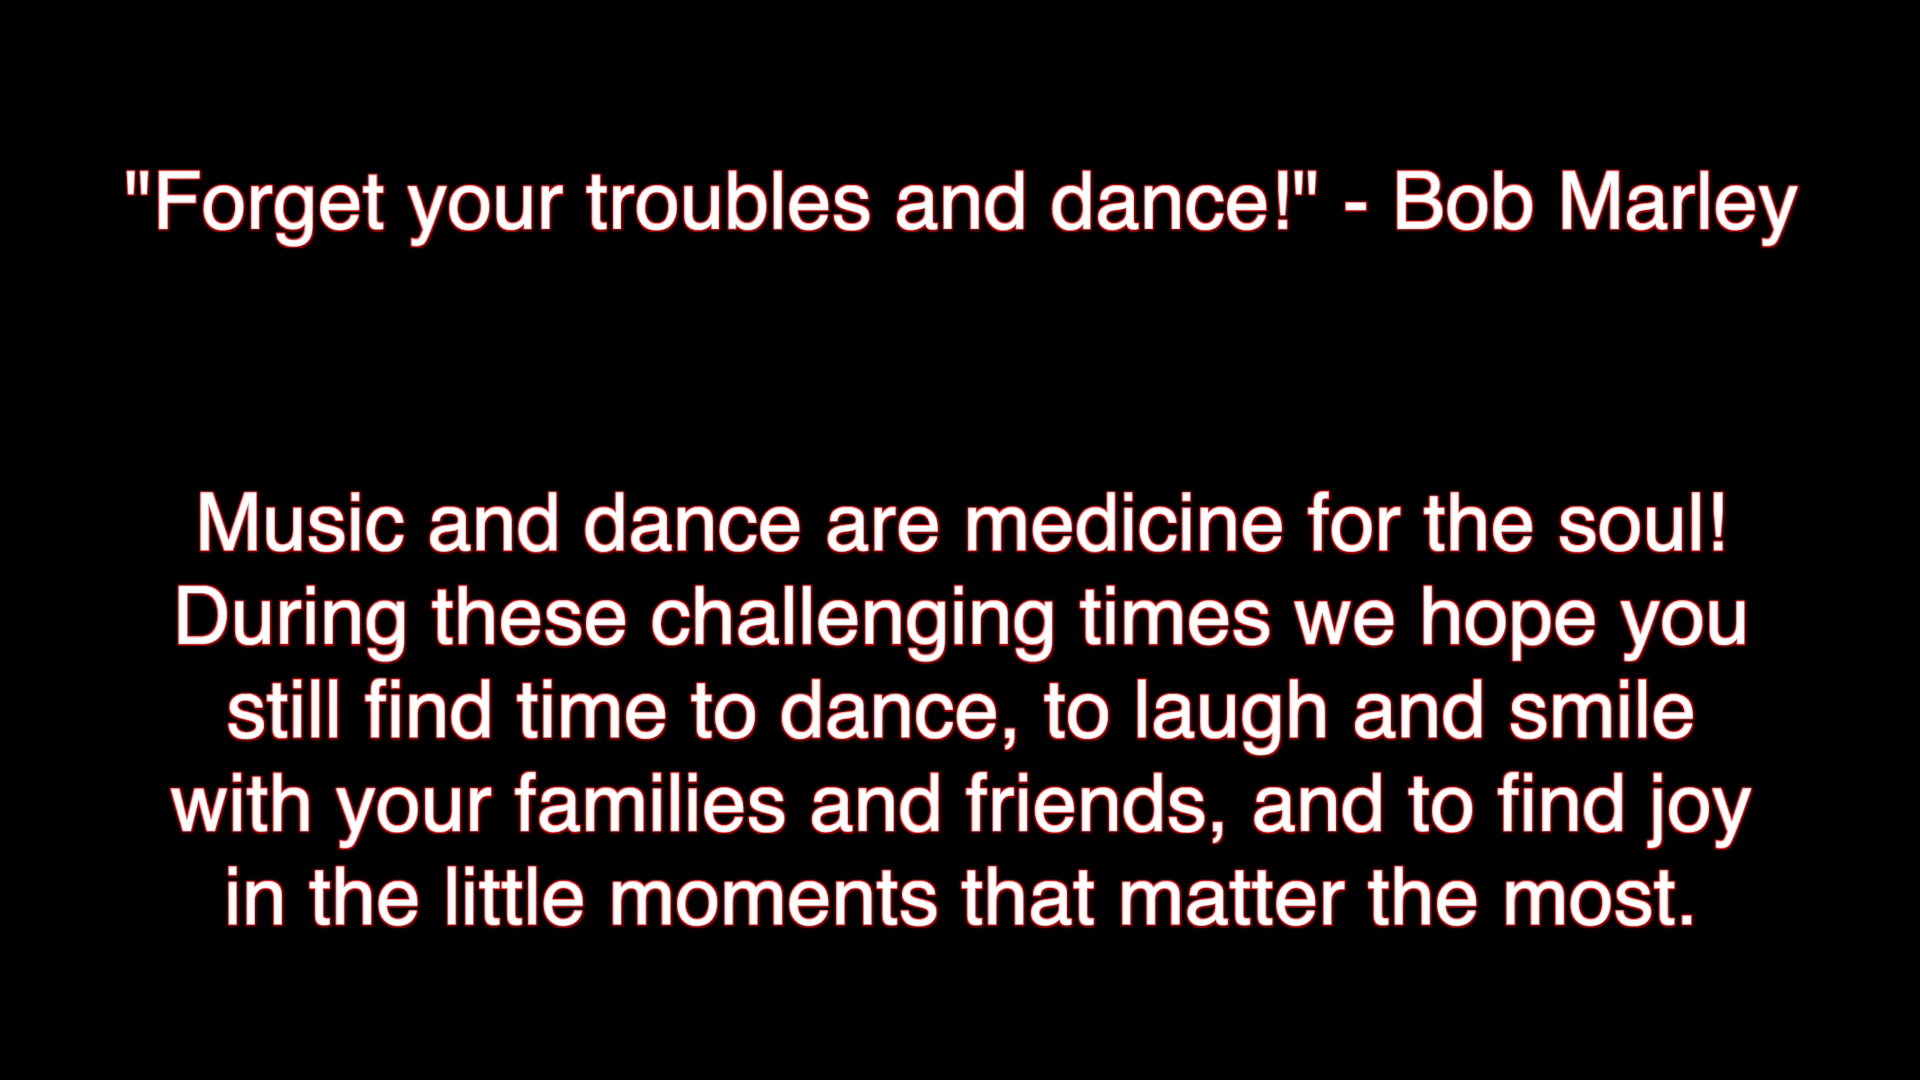 "Forget your troubles and dance!" - Bob Marley
Music and dance are medicine for the soul!
During these challenging times we hope you
still find time to dance, to laugh and smile
with your families and friends, and to find joy
in the little moments that matter the most.